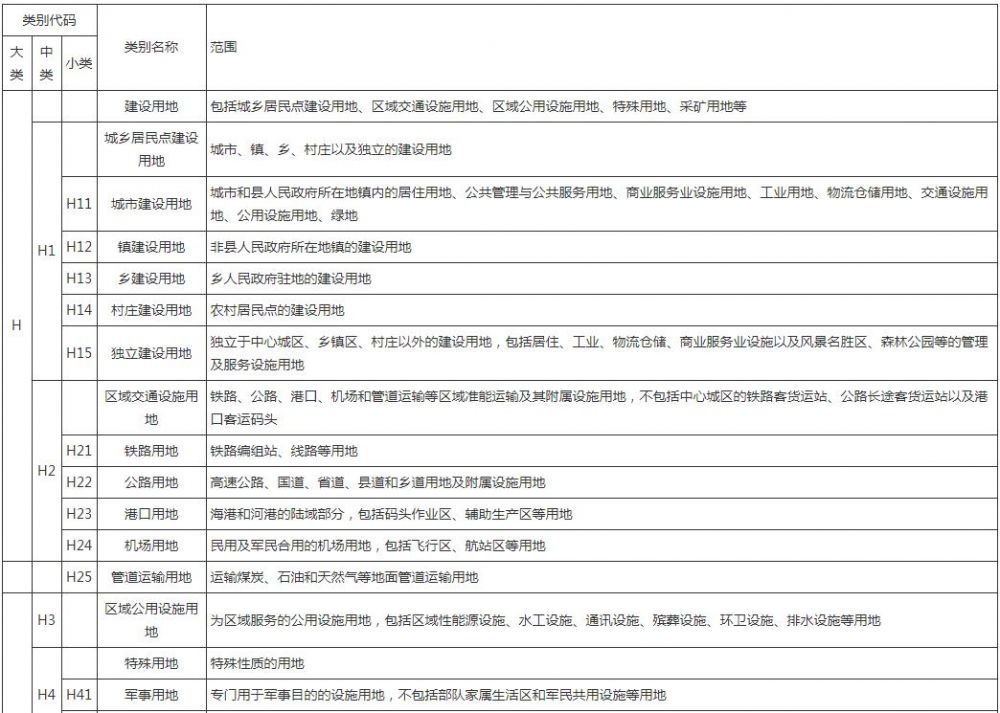 类别代码
类别名称
范围
大
类
中
类
小类
H
建设用地
包括城乡居民点建设用地、区域交通设施用地、区域公用设施用地、特殊用地、采矿用地等
H1
城乡居民点建设
用地
城市、镇、乡、村庄以及独立的建设用地
H11
城市建设用地
城市和县人民政府所在地镇内的居住用地、公共管理与公共服务用地、商业服务业设施用地、工业用地、物流仓储用地、交通设施用
地、公用设施用地、绿地
H12
镇建设用地
非县人民政府所在地镇的建设用地
H13
乡建设用地
乡人民政府驻地的建设用地
H14
村庄建设用地
农村居民点的建设用地
H15
独立建设用地
独立于中心城区、乡镇区、村庄以外的建设用地，包括居住、工业、物流仓储、商业服务业设施以及风景名胜区、森林公园等的管理
及服务设施用地
H2
区域交通设施用
地
铁路、公路、港口、机场和管道运输等区域准能运输及其附属设施用地，不包括中心城区的铁路客货运站、公路长途客货运站以及港
口客运码头
H21
铁路用地
铁路编组站、线路等用地
H22
公路用地
高速公路、国道、省道、县道和乡道用地及附属设施用地
H23
港口用地
海港和河港的陆域部分，包括码头作业区、辅助生产区等用地
H24
机场用地
民用及军民合用的机场用地，包括飞行区、航站区等用地
H25
管道运输用地
运输煤炭、石油和天然气等地面管道运输用地
H3
区域公用设施用
地
为区域服务的公用设施用地，包括区域性能源设施、水工设施、通讯设施、殡葬设施、环卫设施、排水设施等用地
H4
特殊用地
特殊性质的用地
H41
军事用地
专门用于军事目的的设施用地，不包括部队家属生活区和军民共用设施等用地